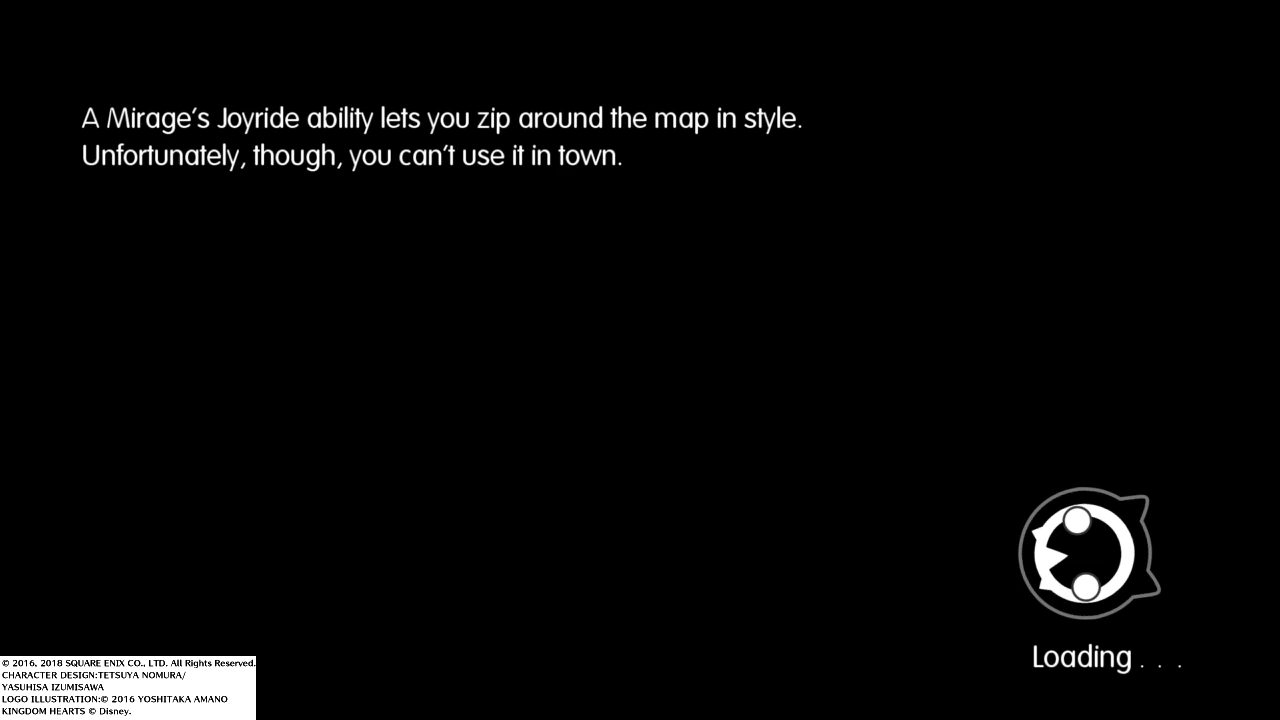 A Mirage's Joyride ability lets you zip around the map in style.
Unfortunately, though, you can't use it in town.
Loading . . .
© 2016, 2018 SQUARE ENIX CO., LTD. All Rights Reserved.
CHARACTER DESIGN:TETSUYA NOMURA/
YASUHISA IZUMISAWA
LOGO ILLUSTRATION:© 2016 YOSHITAKA AMANO
KINGDOM HEARTS © Disney.